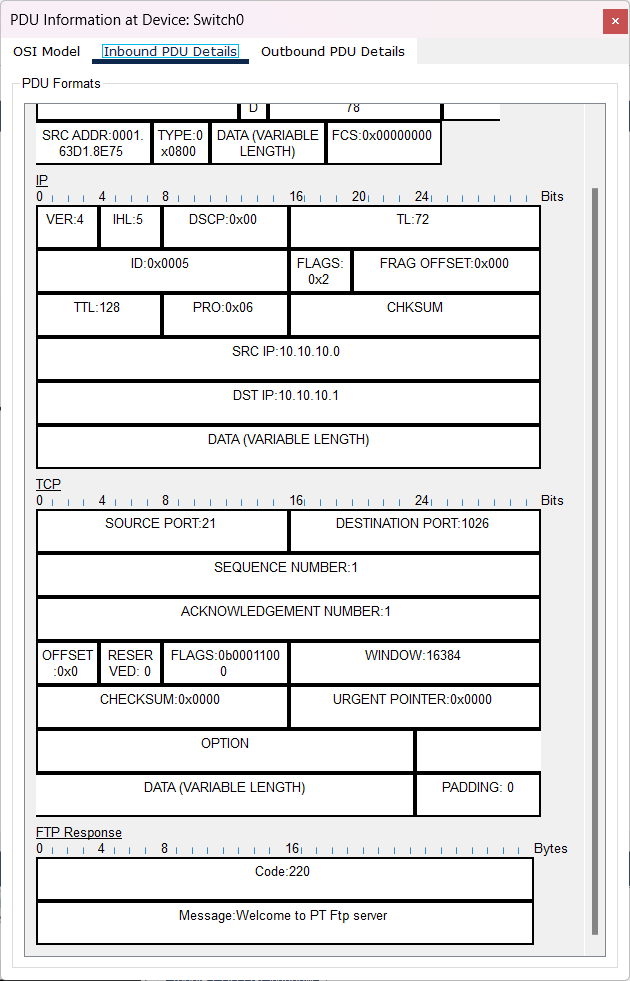 PDU Information at Device: Switch0
OSI Model Inbound PDU Details Outbound PDU Details
PDU Formats
D 78
SRC ADDR:0001.63D1.8E75 TYPE:0x0800 DATA (VARIABLE LENGTH) FCS:0x00000000
IP
0 4 8 16 20 24 Bits
VER:4 IHL:5 DSCP:0x00 TL:72
ID:0x0005 FLAGS:0x2 FRAG OFFSET:0x000
TTL:128 PRO:0x06 CHKSUM
SRC IP:10.10.10.0
DST IP:10.10.10.1
DATA (VARIABLE LENGTH)
TCP
0 4 8 16 24 Bits
SOURCE PORT:21 DESTINATION PORT:1026
SEQUENCE NUMBER:1
ACKNOWLEDGEMENT NUMBER:1
OFFSET:0x0 RESERVED: 0 FLAGS:0b00011000 WINDOW:16384
CHECKSUM:0x0000 URGENT POINTER:0x0000
OPTION
DATA (VARIABLE LENGTH) PADDING: 0
FTP Response
0 4 8 16 Bytes
Code:220
Message:Welcome to PT Ftp server